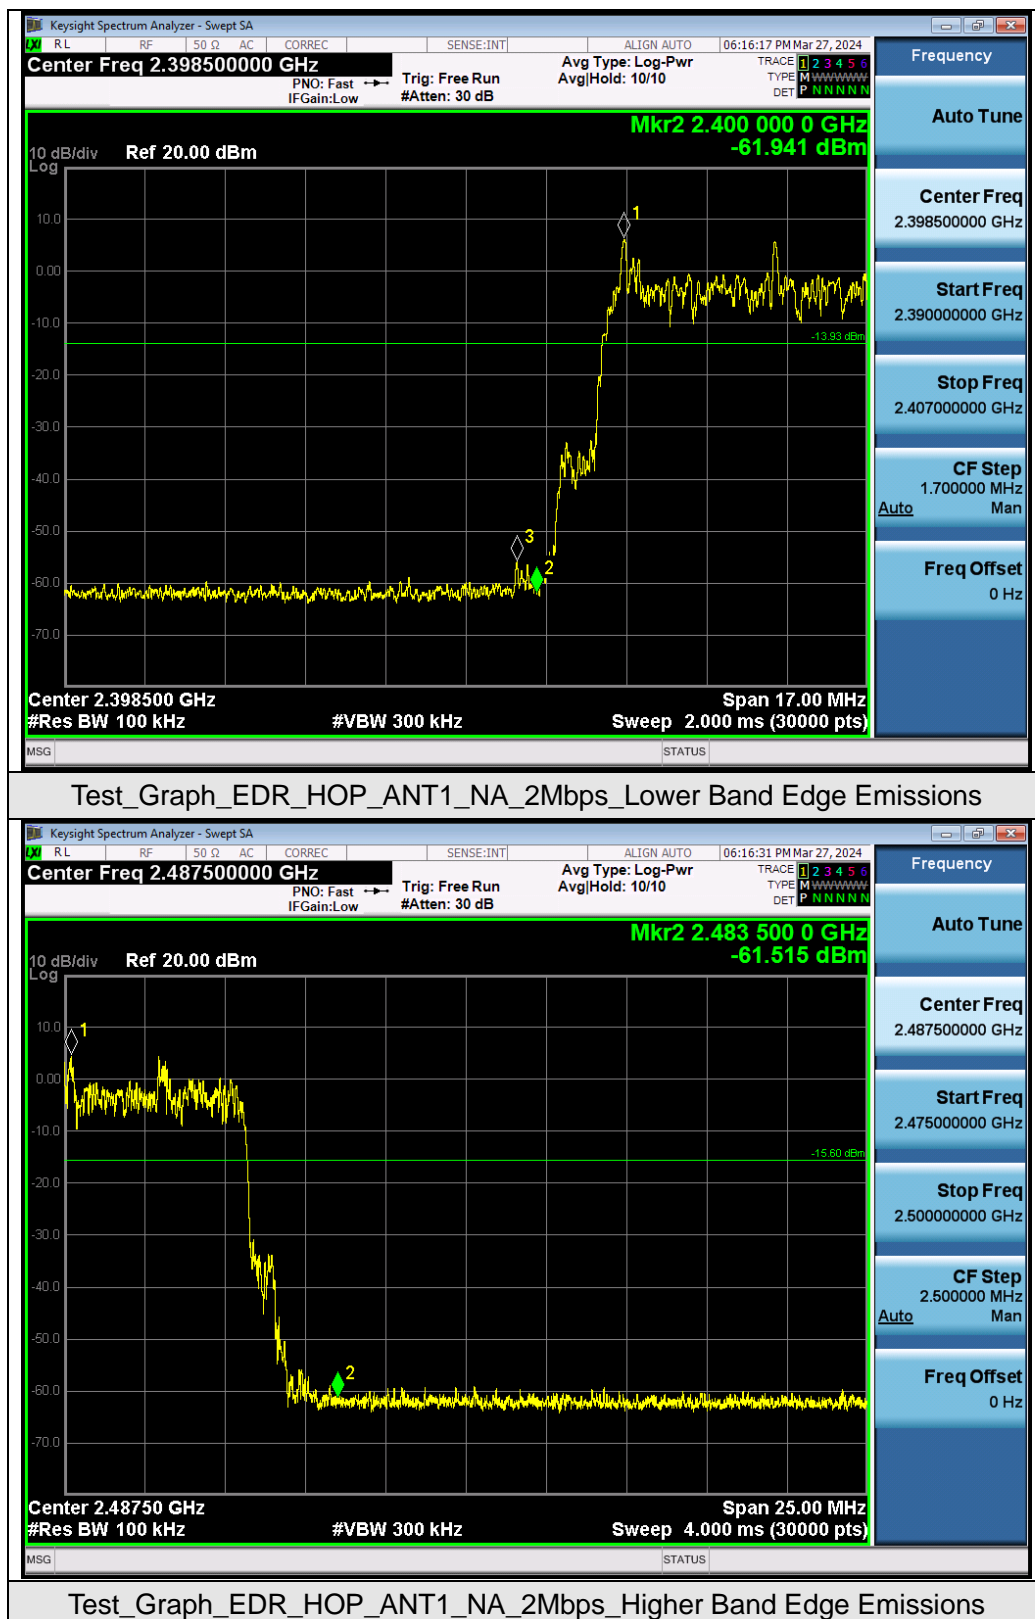 Keysight Spectrum Analyzer - Swept SA
LXI RL RF 50 Ω AC CORREC SENSE:INT ALIGN AUTO 06:16:17 PM Mar 27, 2024
Center Freq 2.398500000 GHz
Avg Type: Log-Pwr
TRACE 1 2 3 4 5 6
PNO: Fast
Trig: Free Run
Avg|Hold: 10/10
TYPE M WWWWW
IFGain:Low
#Atten: 30 dB
DET P N N N N N
Mkr2 2.400 000 0 GHz
-61.941 dBm
10 dB/div
Ref 20.00 dBm
Log
10.0
0.00
-10.0
-20.0
-30.0
-40.0
-50.0
-60.0
-70.0
1
-13.93 dBm
3
2
Center 2.398500 GHz
Span 17.00 MHz
#Res BW 100 kHz
#VBW 300 kHz
Sweep 2.000 ms (30000 pts)
MSG
STATUS
Frequency
Auto Tune
Center Freq
2.398500000 GHz
Start Freq
2.390000000 GHz
Stop Freq
2.407000000 GHz
CF Step
1.700000 MHz
Auto Man
Freq Offset
0 Hz
Test_Graph_EDR_HOP_ANT1_NA_2Mbps_Lower Band Edge Emissions
Keysight Spectrum Analyzer - Swept SA
LXI RL RF 50 Ω AC CORREC SENSE:INT ALIGN AUTO 06:16:31 PM Mar 27, 2024
Center Freq 2.487500000 GHz
Avg Type: Log-Pwr
TRACE 1 2 3 4 5 6
PNO: Fast
Trig: Free Run
Avg|Hold: 10/10
TYPE M WWWWW
IFGain:Low
#Atten: 30 dB
DET P N N N N N
Mkr2 2.483 500 0 GHz
-61.515 dBm
10 dB/div
Ref 20.00 dBm
Log
10.0
0.00
-10.0
-20.0
-30.0
-40.0
-50.0
-60.0
-70.0
1
-15.60 dBm
2
Center 2.48750 GHz
Span 25.00 MHz
#Res BW 100 kHz
#VBW 300 kHz
Sweep 4.000 ms (30000 pts)
MSG
STATUS
Frequency
Auto Tune
Center Freq
2.487500000 GHz
Start Freq
2.475000000 GHz
Stop Freq
2.500000000 GHz
CF Step
2.500000 MHz
Auto Man
Freq Offset
0 Hz
Test_Graph_EDR_HOP_ANT1_NA_2Mbps_Higher Band Edge Emissions